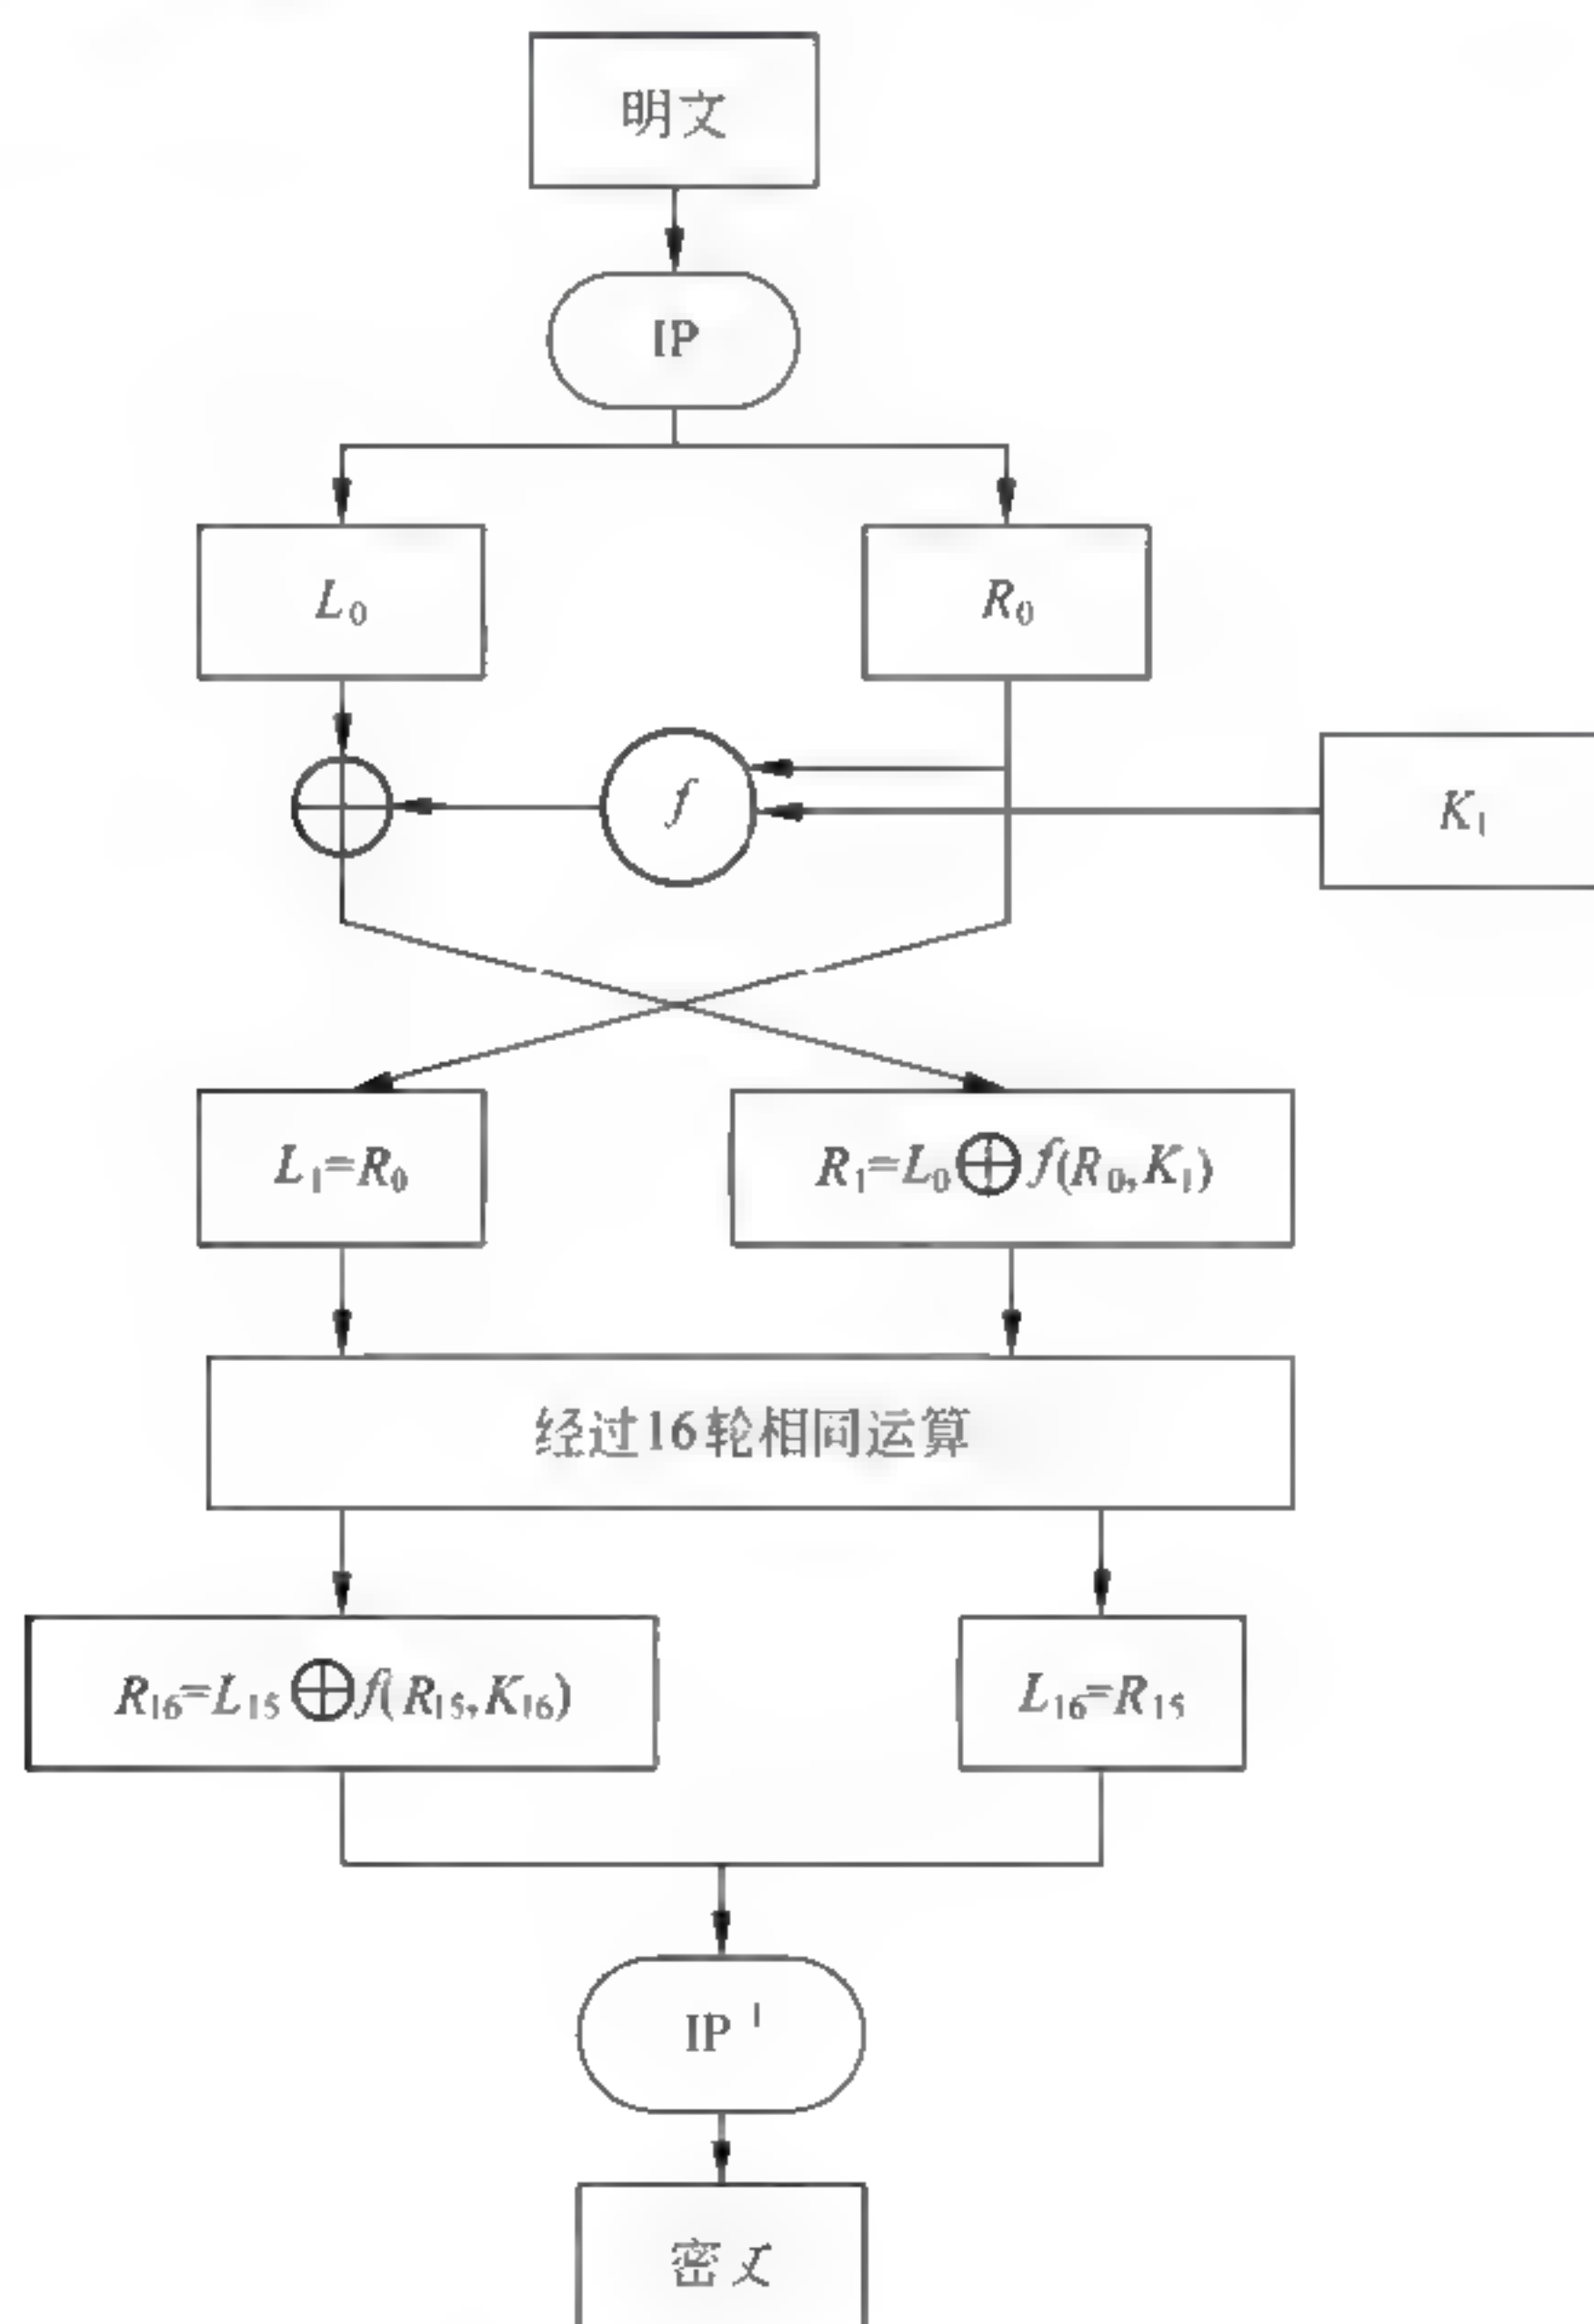 明文
IP
L₀
R₀
f
K₁
L₁=R₀
R₁=L₀⊕f(R₀,K₁)
经过16轮相同运算
R₁₆=L₁₅⊕f(R₁₅,K₁₆)
L₁₆=R₁₅
IP ¹
密文